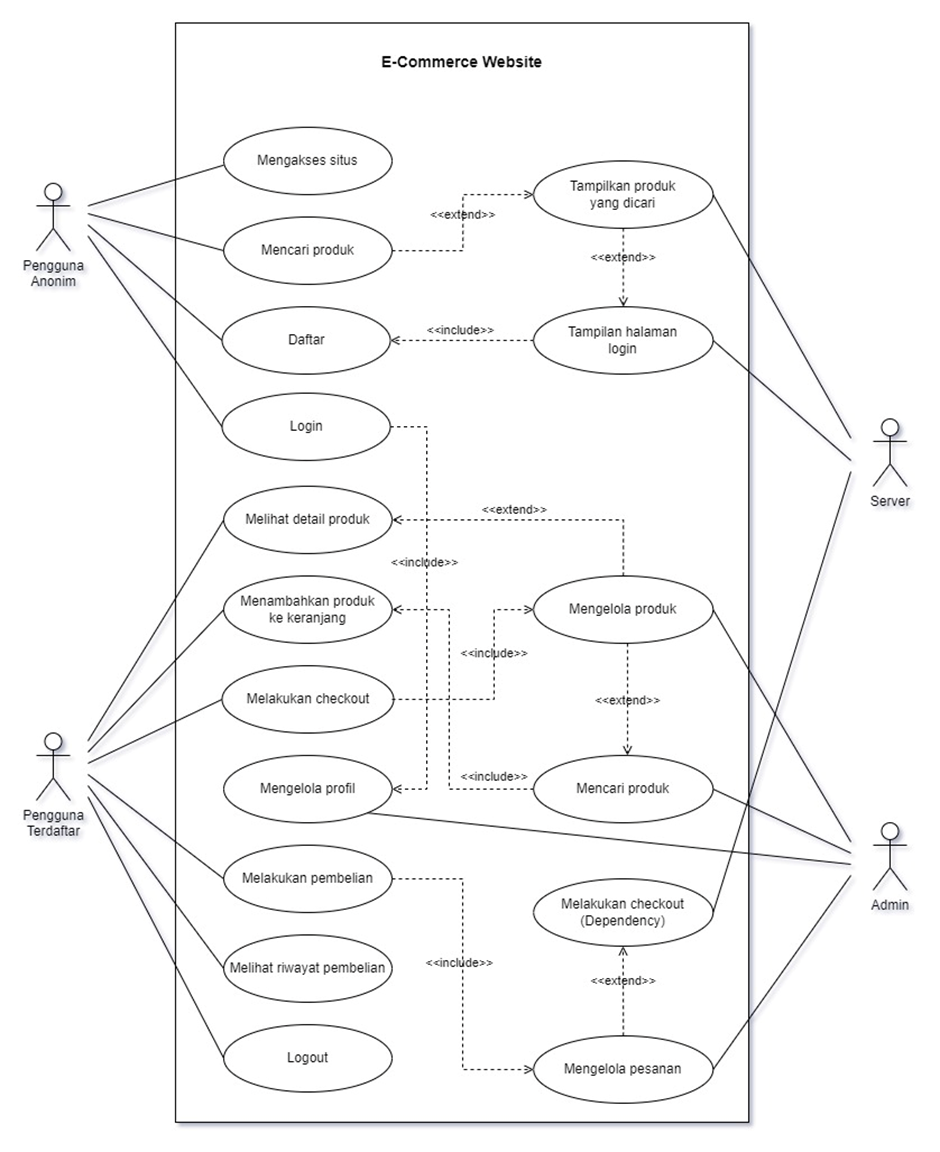 E-Commerce Website
Mengakses situs
Tampilkan produk
yang dicari
<<extend>>
Mencari produk
Pengguna
Anonim
<<extend>>
Daftar
<<include>>
Tampilan halaman
login
Login
Server
Melihat detail produk
<<extend>>
<<include>>
Menambahkan produk
ke keranjang
Mengelola produk
<<include>>
Melakukan checkout
<<extend>>
Pengguna
Terdaftar
Mengelola profil
<<include>>
Mencari produk
Melakukan pembelian
Melakukan checkout
(Dependency)
Admin
<<include>>
Melihat riwayat pembelian
<<extend>>
Logout
Mengelola pesanan